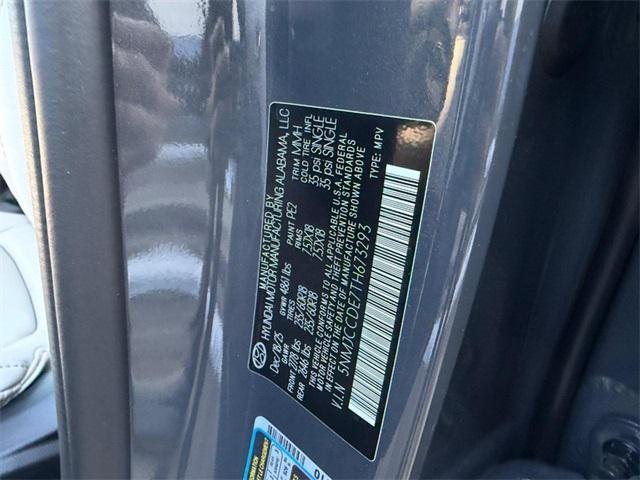 MANUFACTURED BY
HYUNDAI MOTOR MANUFACTURING ALABAMA, LLC
Dec/28/25 GVWR 4861 lbs PAINT PE2 TRIM MMH
GAWR TIRES RIMS COLD TIRE INFL
FRONT lbs 235/60R18 7.5JX18 35 psi SINGLE
REAR lbs 235/60R18 7.5JX18 35 psi SINGLE
THIS VEHICLE CONFORMS TO ALL APPLICABLE U.S.A. FEDERAL
MOTOR VEHICLE SAFETY AND THEFT PREVENTION STANDARDS
IN EFFECT ON THE DATE OF MANUFACTURE SHOWN ABOVE
V.I.N 5NMJCCDE7TH673293 TYPE: MPV